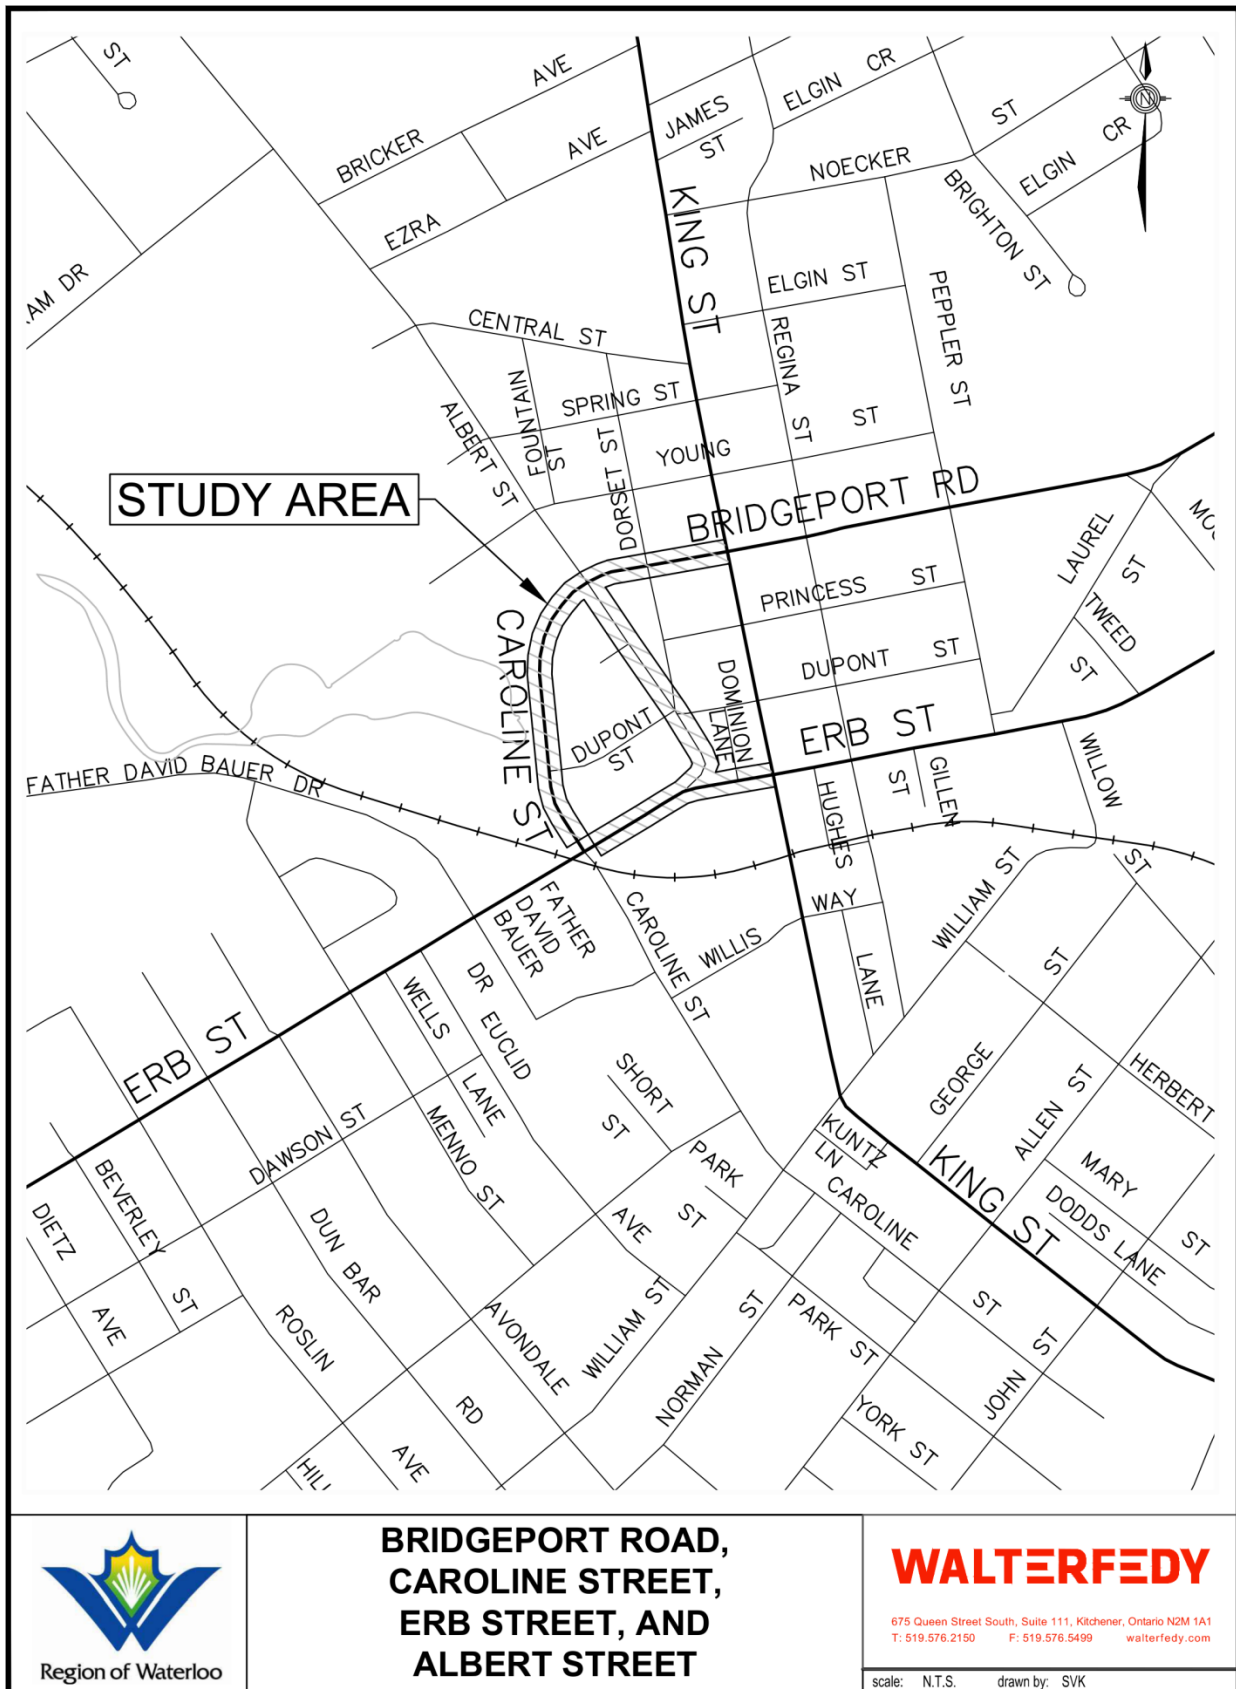 ST
AVE
BRICKER
AVE
EZRA
JAMES
ST
ELGIN CR
NOECKER
ST
ELGIN CR
BRIGHTON ST
N
KING ST
AM DR
ELGIN ST
PEPPLER ST
CENTRAL ST
REGINA
ST
FOUNTAIN
ST
SPRING ST
ALBERT ST
DORSET ST
YOUNG
ST
STUDY AREA
BRIDGEPORT RD
LAUREL
ST
PRINCESS ST
TWEED
ST
CAROLINE ST
DUPONT ST
DOMINION
LANE
DUPONT
ST
ERB ST
FATHER DAVID BAUER DR
HUGHES
ST
GILLEN
WILLOW
ST
FATHER
DAVID
BAUER
CAROLINE ST
WILLIS
WAY
WILLIAM ST
LANE
ST
WELLS
LANE
DR EUCLID
ERB ST
SHORT
ST
GEORGE
ALLEN ST
HERBERT
DAWSON ST
MENNO ST
PARK
ST
AVE
KUNTZ
LN
KING ST
MARY
ST
DODDS LANE
CAROLINE
ST
BEVERLEY
ST
DIETZ
AVE
DUN BAR
RD
ROSLIN
AVE
AVONDALE
WILLIAM ST
NORMAN
ST
PARK ST
JOHN ST
YORK ST
BRIDGEPORT ROAD,
CAROLINE STREET,
ERB STREET, AND
ALBERT STREET
Region of Waterloo
WALTERFEDY
675 Queen Street South, Suite 111, Kitchener, Ontario N2M 1A1
T: 519.576.2150 F: 519.576.5499 walterfedy.com
scale: N.T.S. drawn by: SVK